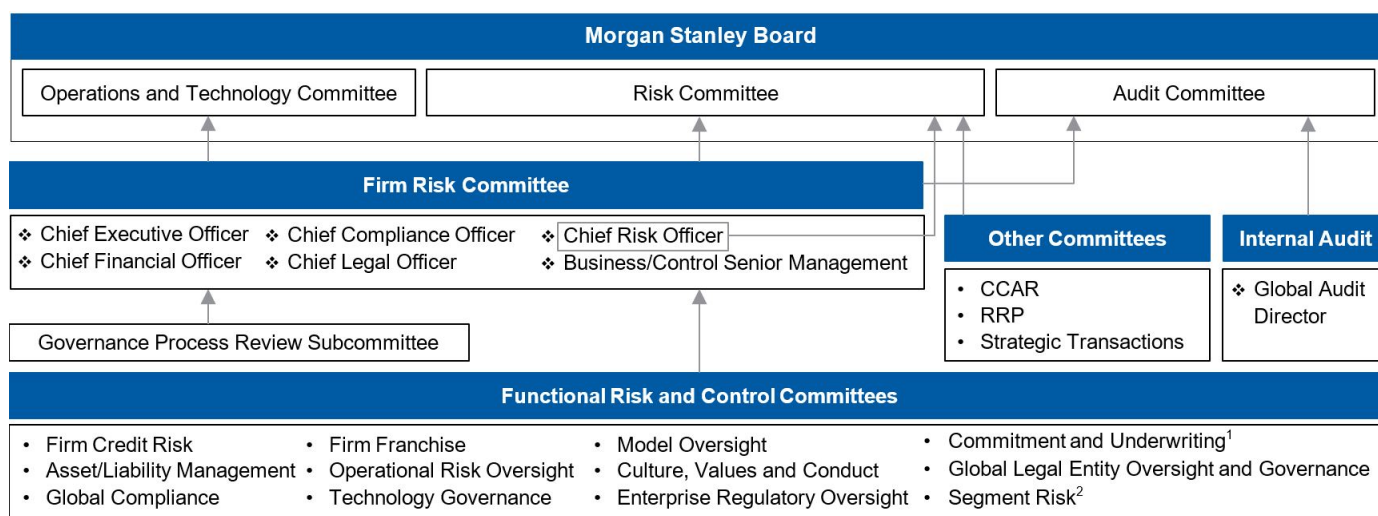 Morgan Stanley Board
Operations and Technology Committee
Risk Committee
Audit Committee
Firm Risk Committee
❖ Chief Executive Officer
❖ Chief Financial Officer
❖ Chief Compliance Officer
❖ Chief Legal Officer
❖ Chief Risk Officer
❖ Business/Control Senior Management
Other Committees
• CCAR
• RRP
• Strategic Transactions
Internal Audit
❖ Global Audit
Director
Governance Process Review Subcommittee
Functional Risk and Control Committees
• Firm Credit Risk
• Asset/Liability Management
• Global Compliance
• Firm Franchise
• Operational Risk Oversight
• Technology Governance
• Model Oversight
• Culture, Values and Conduct
• Enterprise Regulatory Oversight
• Commitment and Underwriting¹
• Global Legal Entity Oversight and Governance
• Segment Risk²